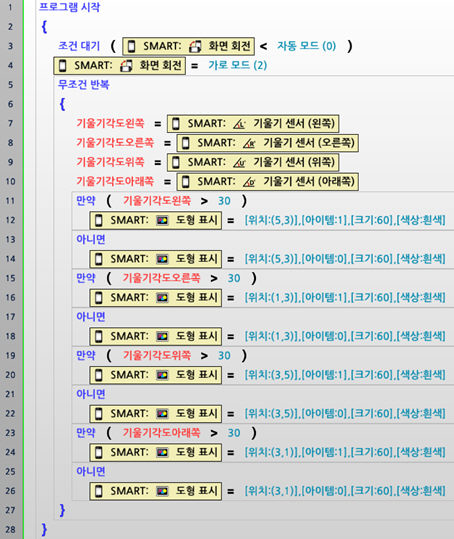 1 프로그램 시작
2 {
3 조건 대기 ( SMART: 화면 회전 < 자동 모드 (0) )
4 SMART: 화면 회전 = 가로 모드 (2)
5 무조건 반복
6 {
7 기울기각도왼쪽 = SMART: 기울기 센서 (왼쪽)
8 기울기각도오른쪽 = SMART: 기울기 센서 (오른쪽)
9 기울기각도위쪽 = SMART: 기울기 센서 (위쪽)
10 기울기각도아래쪽 = SMART: 기울기 센서 (아래쪽)
11 만약 ( 기울기각도왼쪽 > 30 )
12 SMART: 도형 표시 = [위치:(5,3)],[아이템:1],[크기:60],[색상:흰색]
13 아니면
14 SMART: 도형 표시 = [위치:(5,3)],[아이템:0],[크기:60],[색상:흰색]
15 만약 ( 기울기각도오른쪽 > 30 )
16 SMART: 도형 표시 = [위치:(1,3)],[아이템:1],[크기:60],[색상:흰색]
17 아니면
18 SMART: 도형 표시 = [위치:(1,3)],[아이템:0],[크기:60],[색상:흰색]
19 만약 ( 기울기각도위쪽 > 30 )
20 SMART: 도형 표시 = [위치:(3,5)],[아이템:1],[크기:60],[색상:흰색]
21 아니면
22 SMART: 도형 표시 = [위치:(3,5)],[아이템:0],[크기:60],[색상:흰색]
23 만약 ( 기울기각도아래쪽 > 30 )
24 SMART: 도형 표시 = [위치:(3,1)],[아이템:1],[크기:60],[색상:흰색]
25 아니면
26 SMART: 도형 표시 = [위치:(3,1)],[아이템:0],[크기:60],[색상:흰색]
27 }
28 }